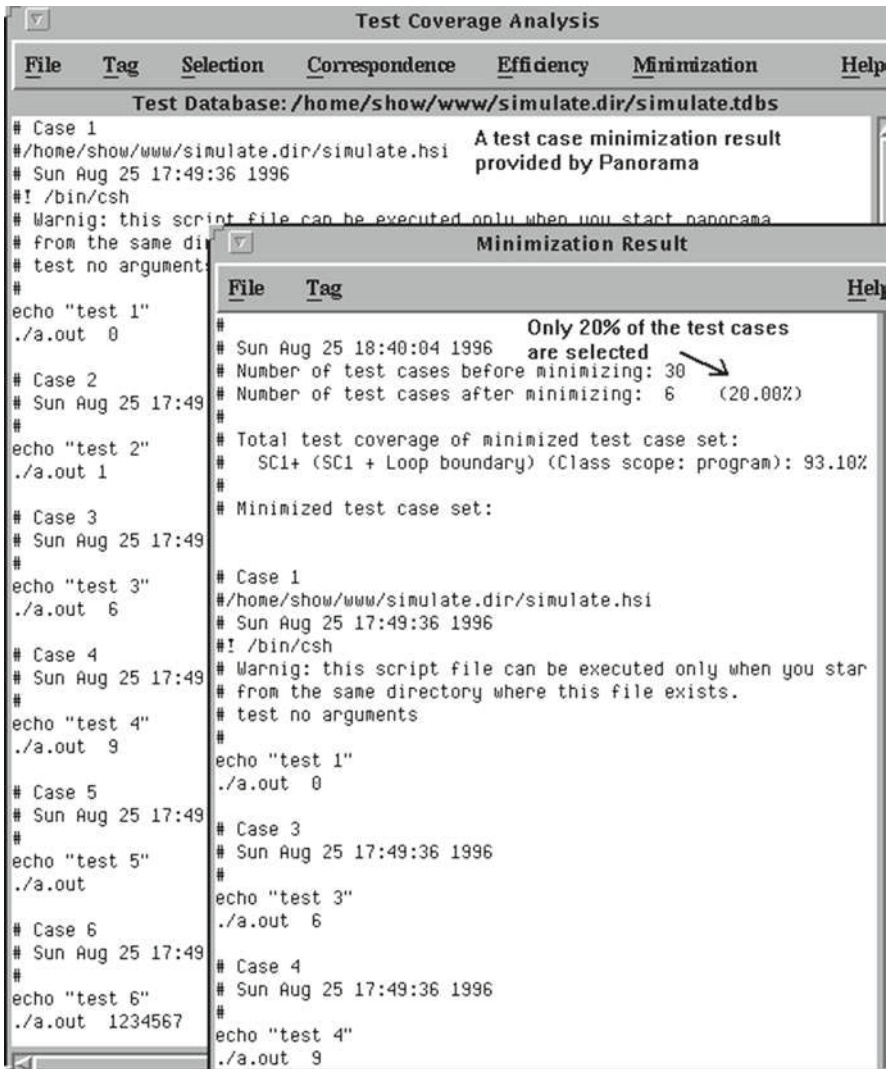 Test Coverage Analysis
File Tag Selection Correspondence Efficiency Minimization Help
Test Database:/home/show/www/simulate.dir/simulate.tdbs
# Case 1
#/home/show/www/simulate.dir/simulate.hsi
# Sun Aug 25 17:49:36 1996
#! /bin/csh
# Warnig: this script file can be executed only when you start panorama
# from the same di
# test no arguments
#
echo "test 1"
./a.out 0
# Case 2
# Sun Aug 25 17:49
#
echo "test 2"
./a.out 1
# Case 3
# Sun Aug 25 17:49
#
echo "test 3"
./a.out 6
# Case 4
# Sun Aug 25 17:49
#
echo "test 4"
./a.out 9
# Case 5
# Sun Aug 25 17:49
#
echo "test 5"
./a.out
# Case 6
# Sun Aug 25 17:49
#
echo "test 6"
./a.out 1234567
A test case minimization result
provided by Panorama
Minimization Result
File Tag Help
#
# Sun Aug 25 18:40:04 1996
Only 20% of the test cases
are selected
# Number of test cases before minimizing: 30
# Number of test cases after minimizing: 6 (20.00%)
#
# Total test coverage of minimized test case set:
# SC1+ (SC1 + Loop boundary) (Class scope: program): 93.10%
#
# Minimized test case set:
# Case 1
#/home/show/www/simulate.dir/simulate.hsi
# Sun Aug 25 17:49:36 1996
#! /bin/csh
# Warnig: this script file can be executed only when you star
# from the same directory where this file exists.
# test no arguments
#
echo "test 1"
./a.out 0
# Case 3
# Sun Aug 25 17:49:36 1996
#
echo "test 3"
./a.out 6
# Case 4
# Sun Aug 25 17:49:36 1996
#
echo "test 4"
./a.out 9